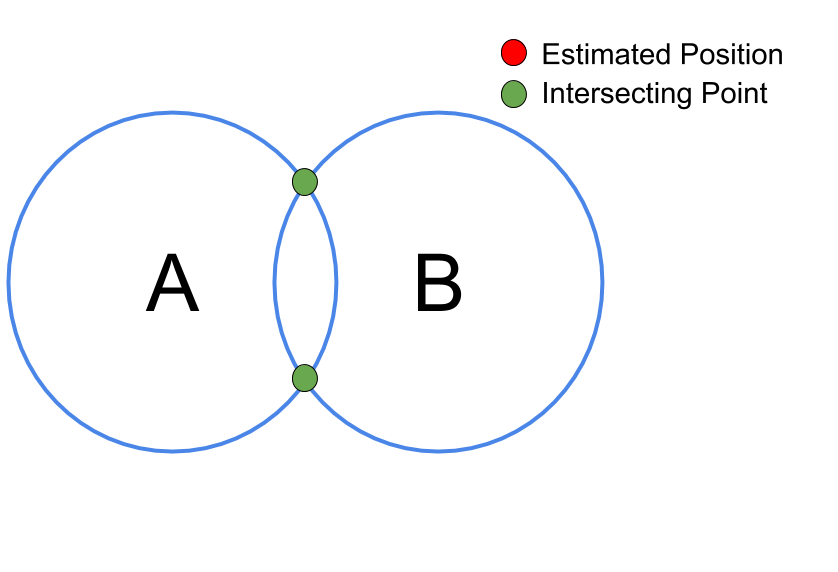 Estimated Position
Intersecting Point
A
B